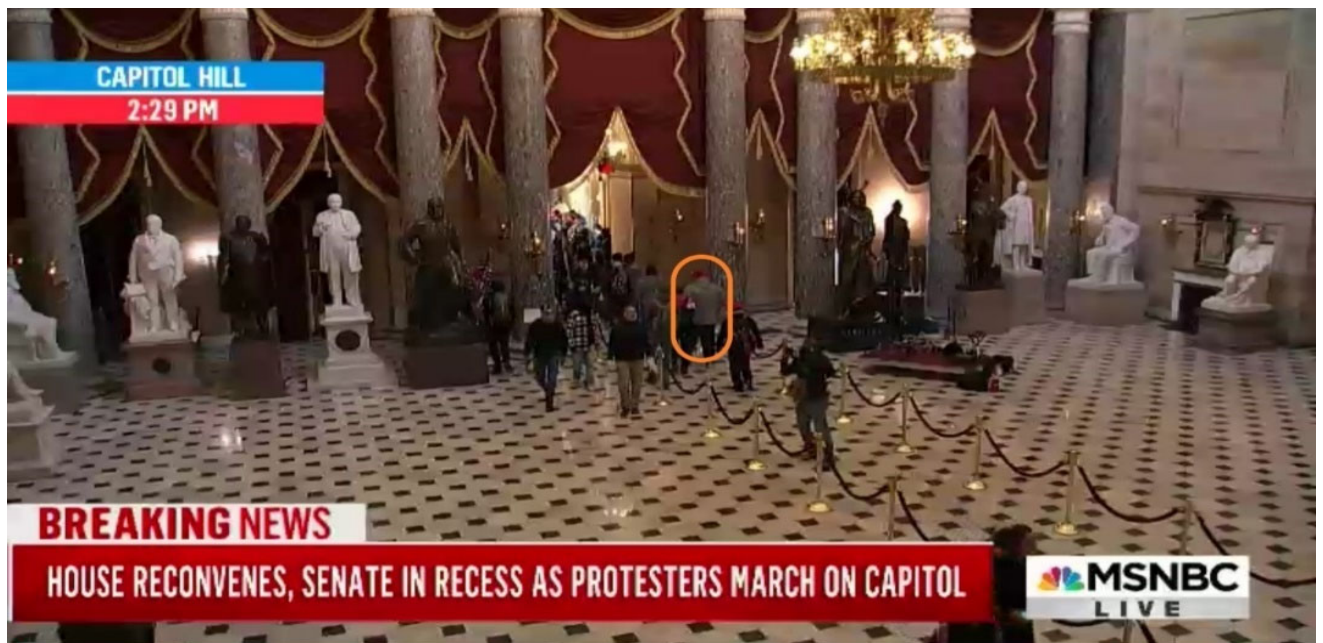 CAPITOL HILL
2:29 PM
BREAKING NEWS
HOUSE RECONVENES, SENATE IN RECESS AS PROTESTERS MARCH ON CAPITOL
MSNBC
LIVE